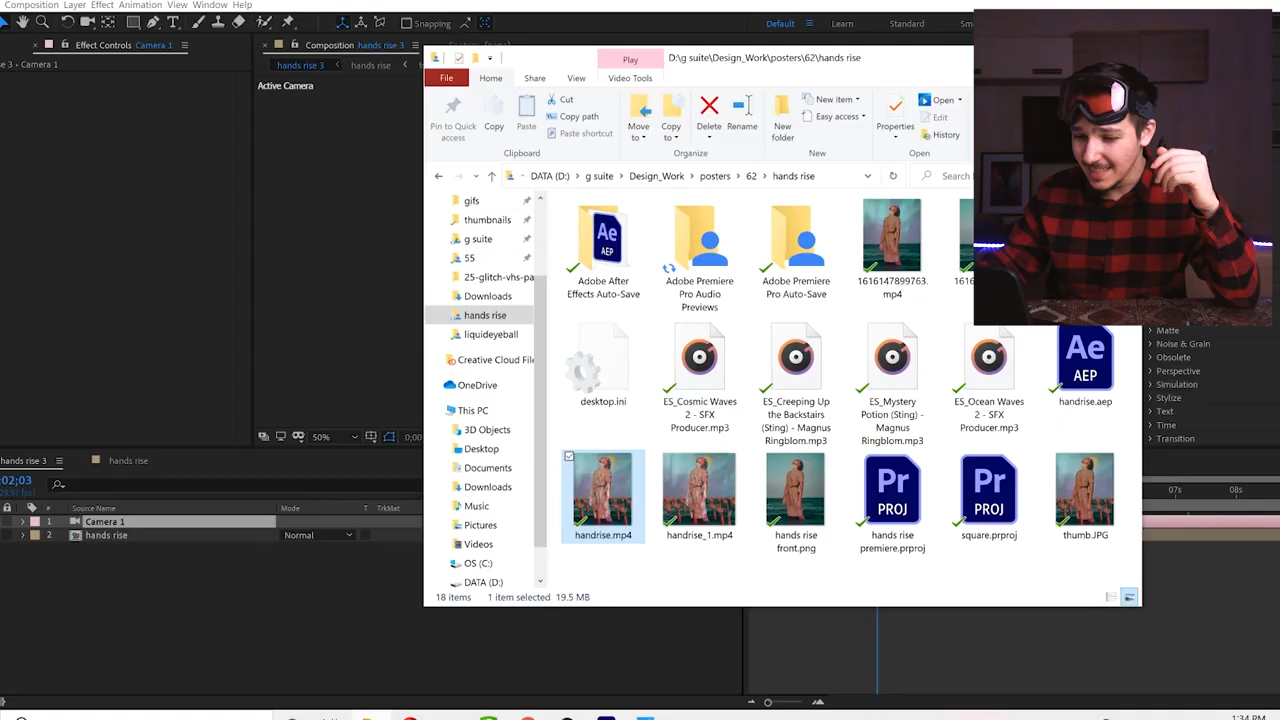 Composition Layer Effect Animation View Window Help
Snapping
Default
Learn
Standard
Effect Controls Camera 1
Composition hands rise 3
e 3 - Camera 1
hands rise 3
hands rise
Active Camera
Play
D:\g suite\Design_Work\posters\62\hands rise
File
Home
Share
View
Video Tools
Pin to Quick access
Copy
Paste
Cut
Copy path
Paste shortcut
Clipboard
Move to
Copy to
Delete
Rename
Organize
New folder
New item
Easy access
New
Properties
Open
Edit
History
Open
DATA (D:)
g suite
Design_Work
posters
62
hands rise
Search
gifs
thumbnails
g suite
55
25-glitch-vhs-pa
Downloads
hands rise
liquideyeball
Creative Cloud File
OneDrive
This PC
3D Objects
Desktop
Documents
Downloads
Music
Pictures
Videos
OS (C:)
DATA (D:)
Ae
AEP
Adobe After
Effects Auto-Save
Adobe Premiere
Pro Audio
Previews
Adobe Premiere
Pro Auto-Save
1616147899763.
mp4
1616
desktop.ini
ES_Cosmic Waves
2 - SFX
Producer.mp3
ES_Creeping Up
the Backstairs
(Sting) - Magnus
Ringblom.mp3
ES_Mystery
Potion (Sting) -
Magnus
Ringblom.mp3
ES_Ocean Waves
2 - SFX
Producer.mp3
Ae
AEP
handrise.aep
handrise.mp4
handrise_1.mp4
hands rise
front.png
Pr
PROJ
hands rise
premiere.prproj
Pr
PROJ
square.prproj
thumb.JPG
18 items
1 item selected 19.5 MB
Matte
Noise & Grain
Obsolete
Perspective
Simulation
Stylize
Text
Time
Transition
50%
hands rise 3
hands rise
:02;03
29.97 fps)
# Source Name
Mode
T
TrkMat
1 Camera 1
2 hands rise
Normal
07s
08s
1:34 PM